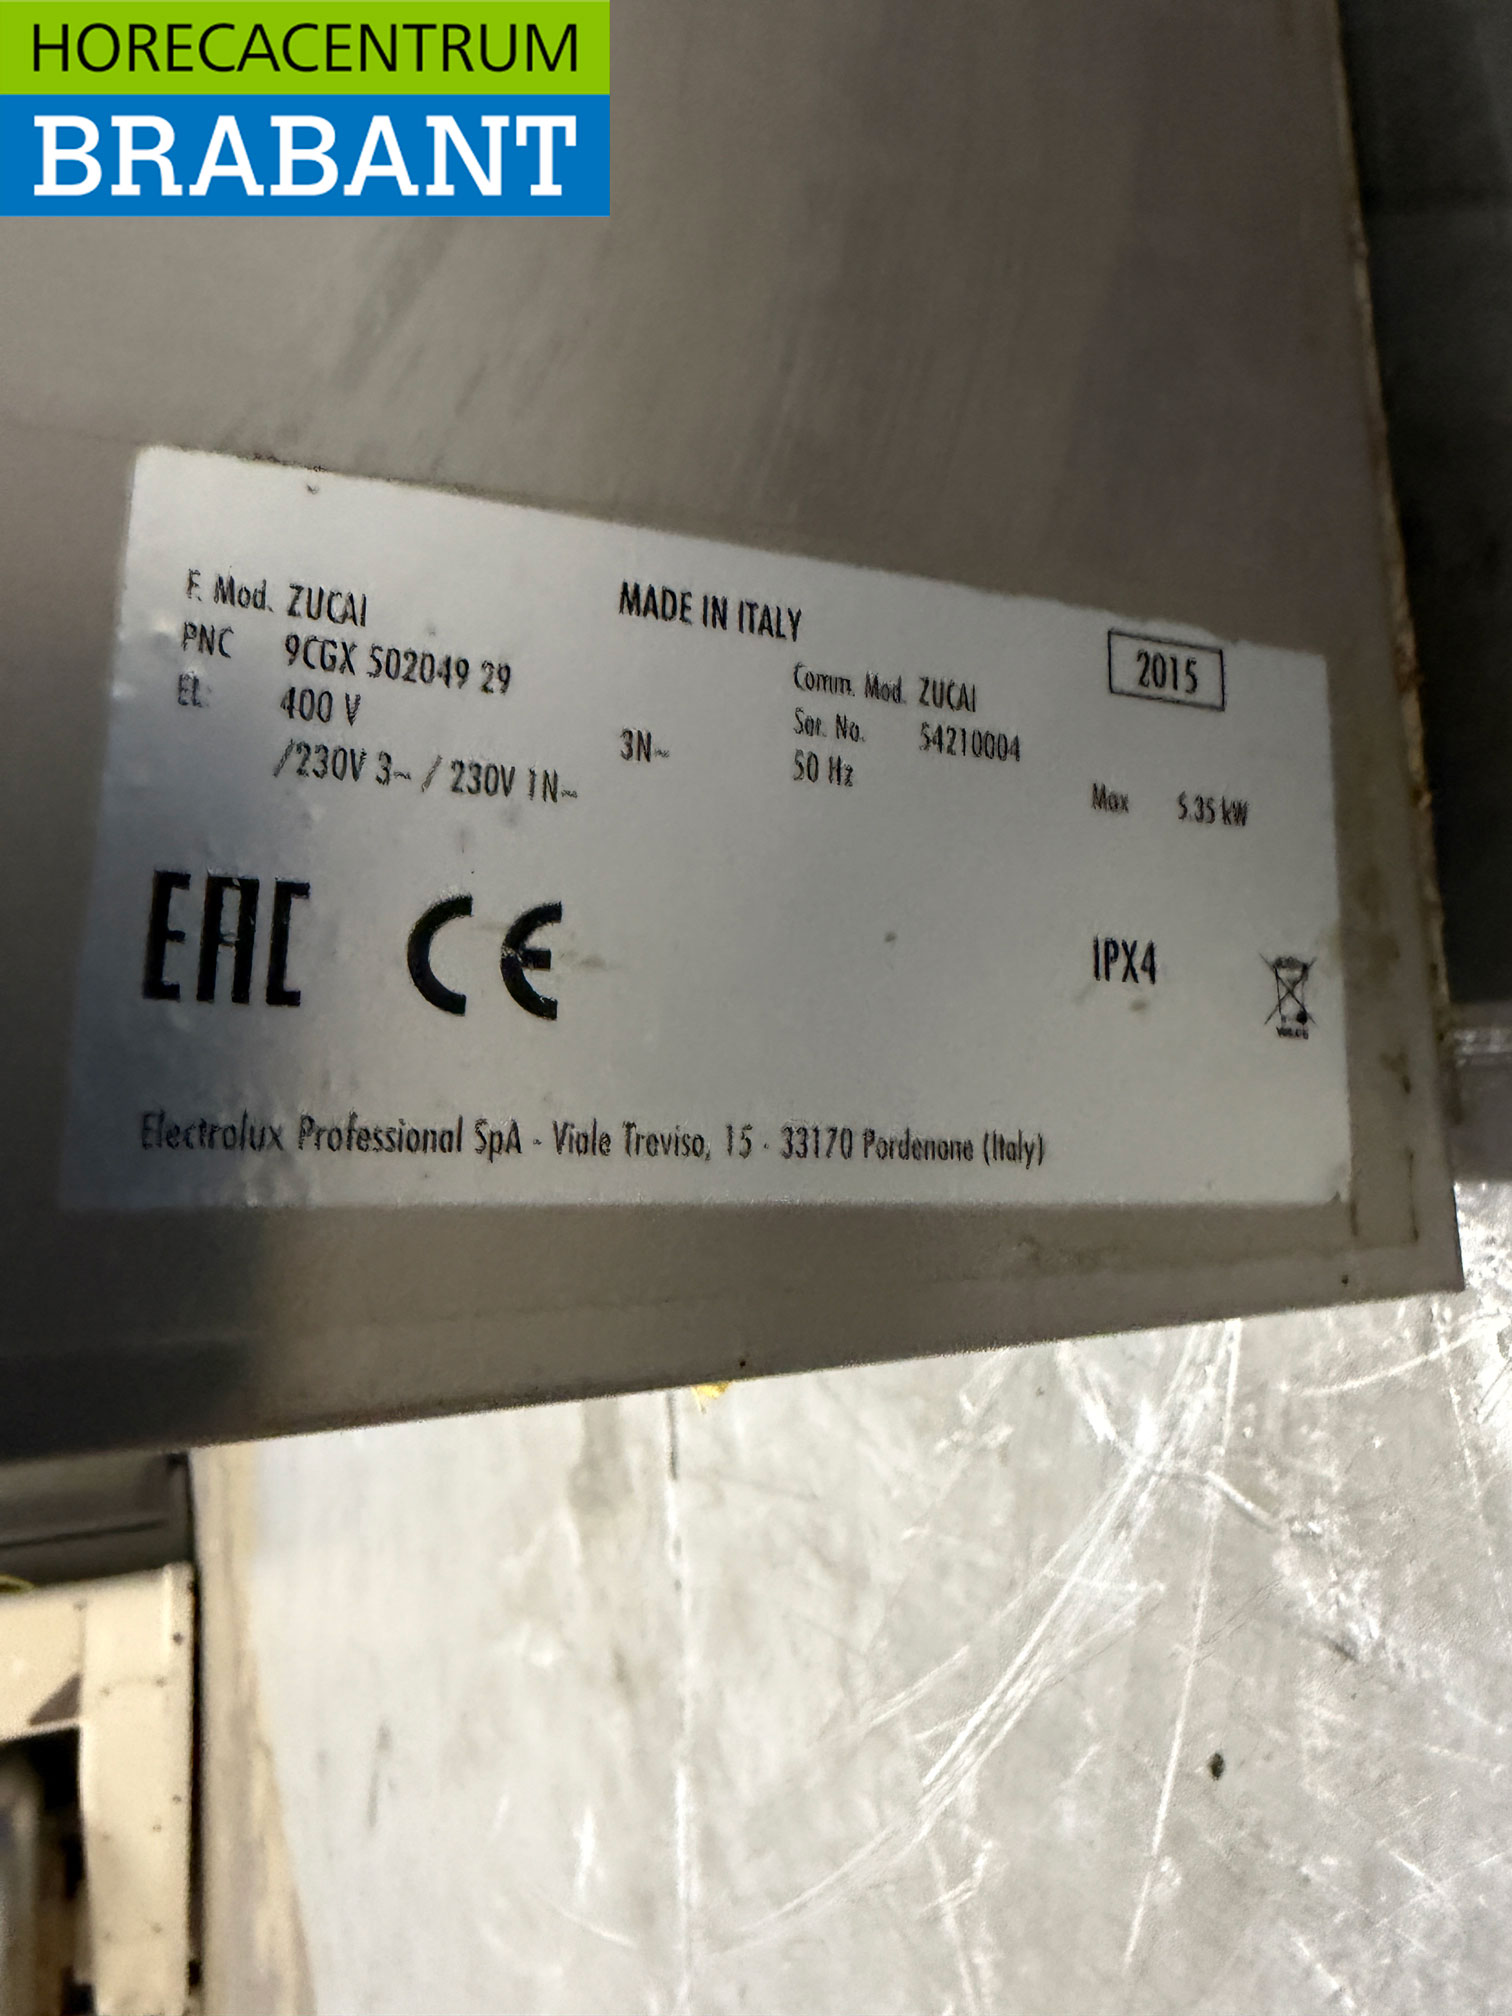 HORECACENTRUM
BRABANT
F. Mod. ZUCAI
MADE IN ITALY
2015
PNC 9CGX 502049 29
Comm. Mod. ZUCAI
EL: 400 V
3N~
Ser. No. 54210004
/230V 3~ / 230V 1N~
50 Hz
Max 5.35 kW
EAC CE
IPX4
Electrolux Professional SpA - Viale Treviso, 15 - 33170 Pordenone (Italy)